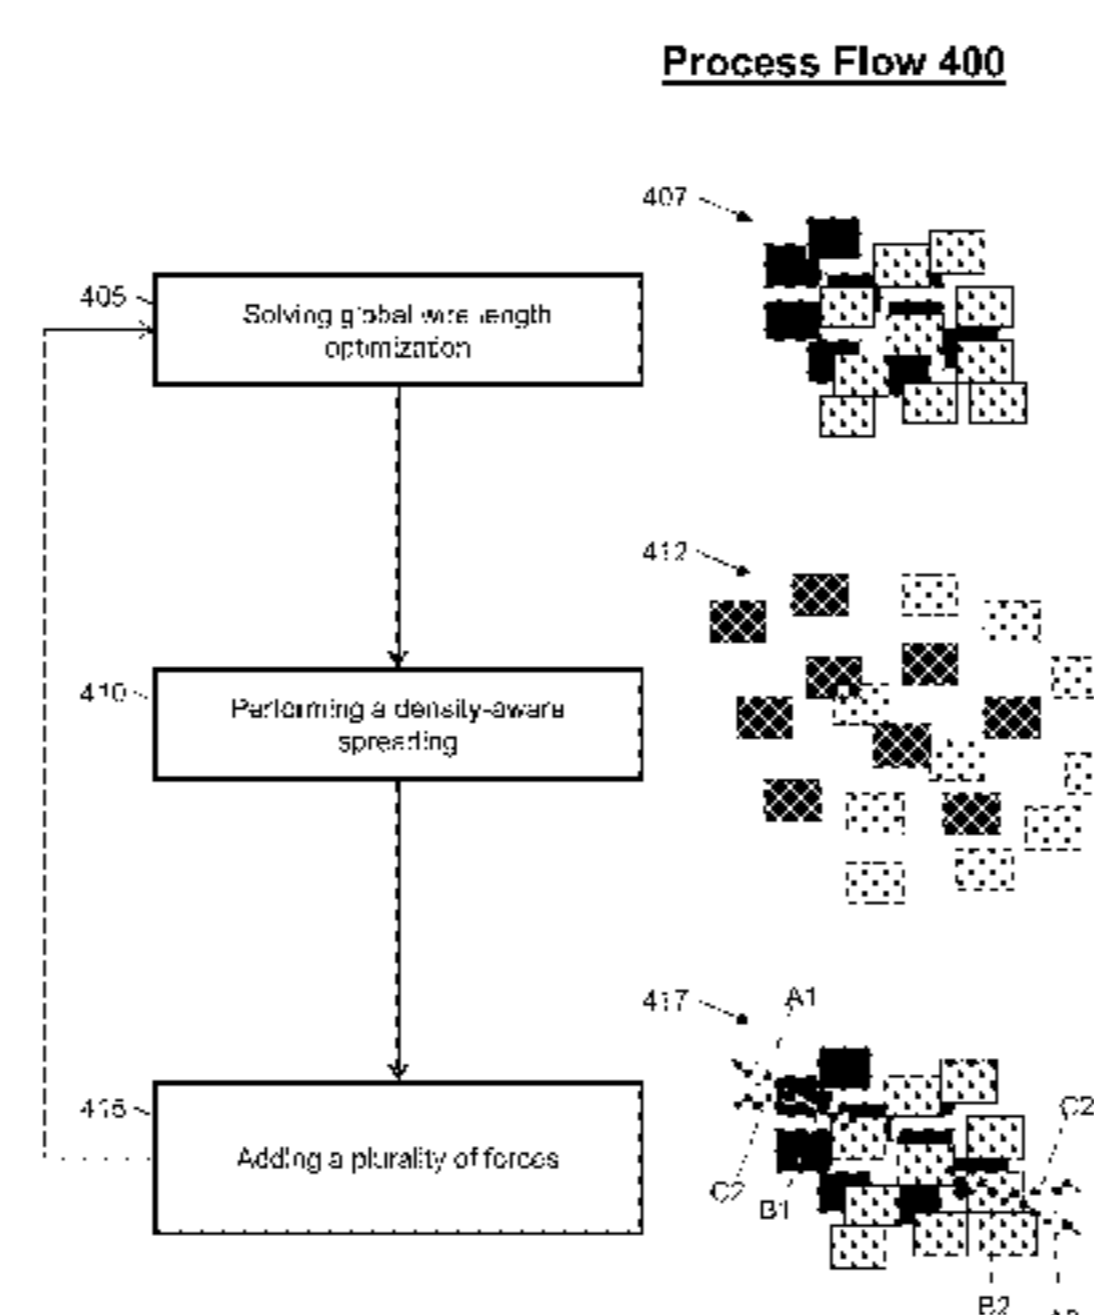 Process Flow 400
407
405
Solving global wire length
optimization
412
410
Performing a density-aware
spreading
417
A1
415
Adding a plurality of forces
C2
C2
B1
B2